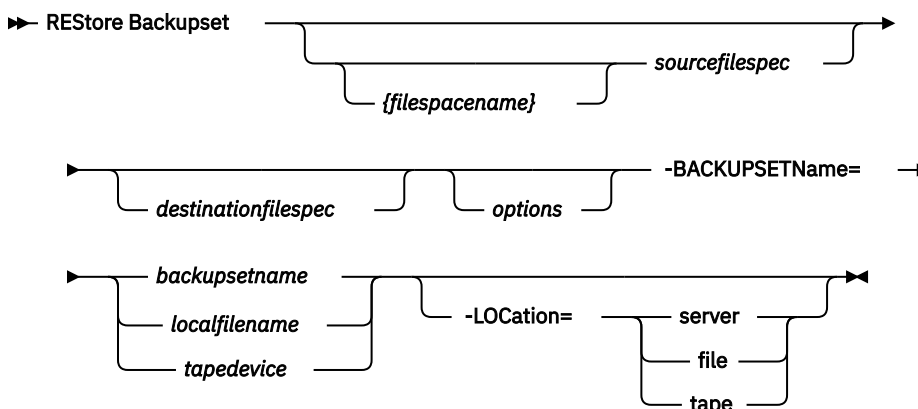 REStore Backupset
sourcefilespec
{filespacename}
-BACKUPSETName=
destinationfilespec
options
backupsetname
localfilename
tapedevice
-LOCation=
server
file
tape